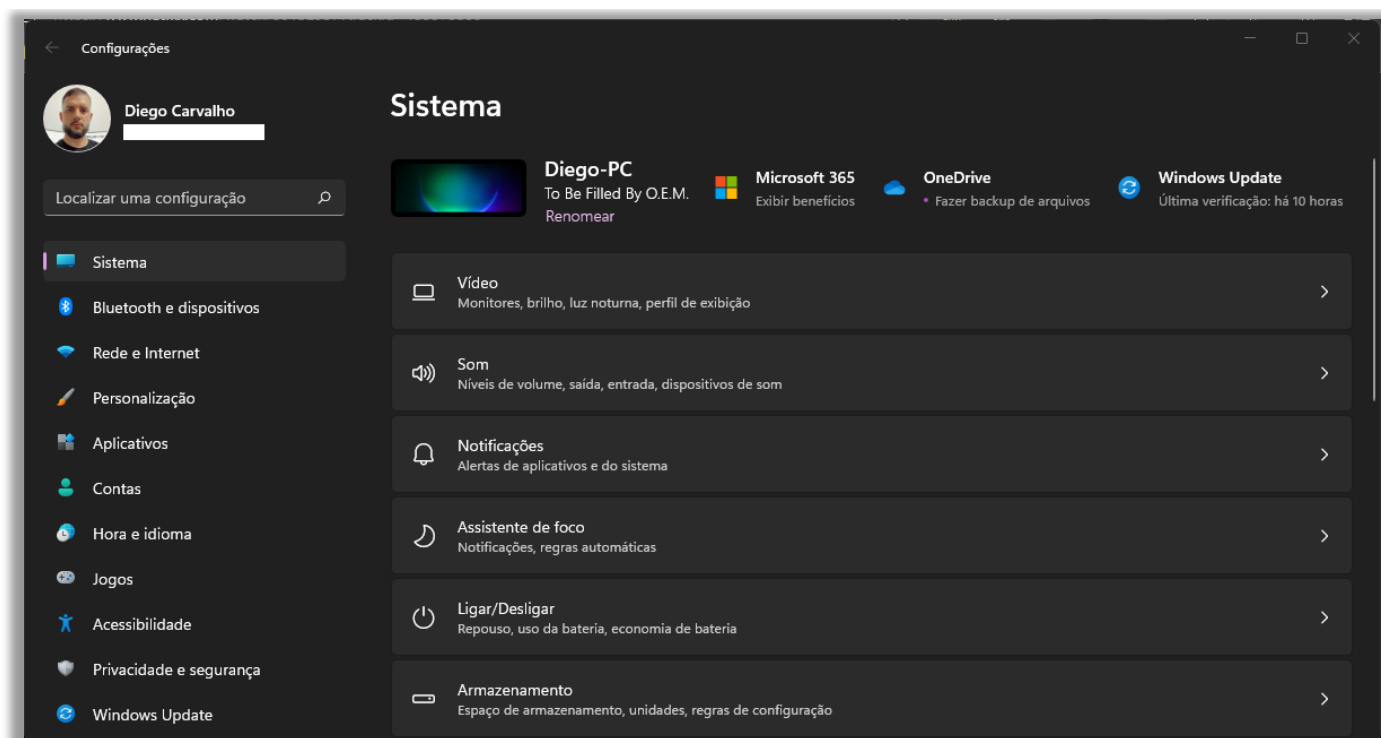 Configurações
Diego Carvalho
Localizar uma configuração
Sistema
Bluetooth e dispositivos
Rede e Internet
Personalização
Aplicativos
Contas
Hora e idioma
Jogos
Acessibilidade
Privacidade e segurança
Windows Update
Sistema
Diego-PC
To Be Filled By O.E.M.
Renomear
Microsoft 365
Exibir benefícios
OneDrive
• Fazer backup de arquivos
Windows Update
Última verificação: há 10 horas
Vídeo
Monitores, brilho, luz noturna, perfil de exibição
Som
Níveis de volume, saída, entrada, dispositivos de som
Notificações
Alertas de aplicativos e do sistema
Assistente de foco
Notificações, regras automáticas
Ligar/Desligar
Repouso, uso da bateria, economia de bateria
Armazenamento
Espaço de armazenamento, unidades, regras de configuração